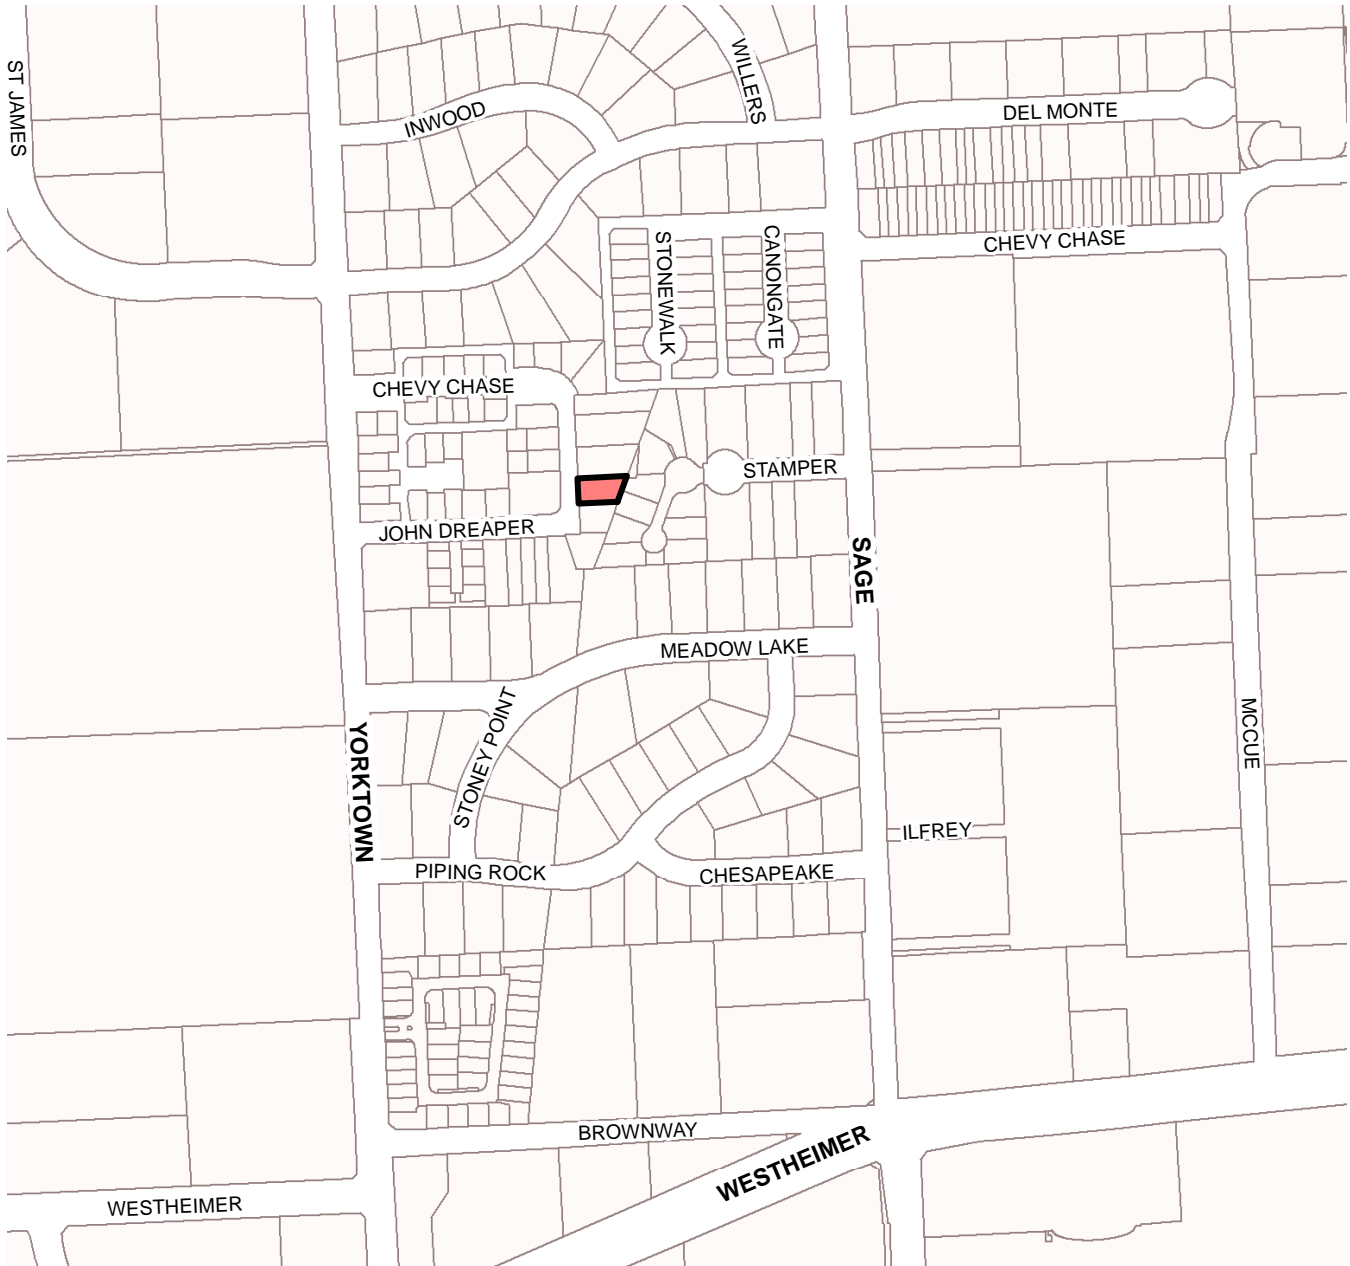 ST JAMES
INWOOD
WILLERS
DEL MONTE
CHEVY CHASE
STONEWALK
CANONGATE
CHEVY CHASE
STAMPER
JOHN DREAPER
SAGE
MEADOW LAKE
STONEY POINT
YORKTOWN
MCCUE
ILFREY
PIPING ROCK
CHESAPEAKE
BROWNWAY
WESTHEIMER
WESTHEIMER